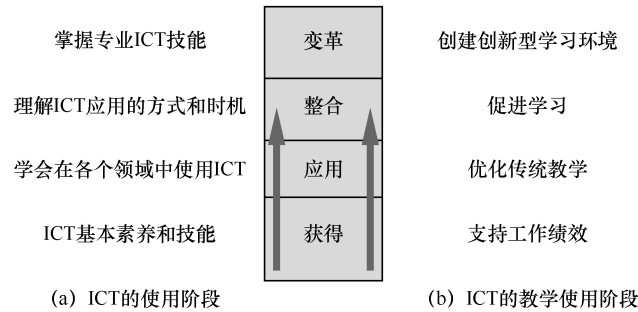 掌握专业ICT技能 变革 创建创新型学习环境
理解ICT应用的方式和时机 整合 促进学习
学会在各个领域中使用ICT 应用 优化传统教学
ICT基本素养和技能 获得 支持工作绩效
（a）ICT的使用阶段 （b）ICT的教学使用阶段